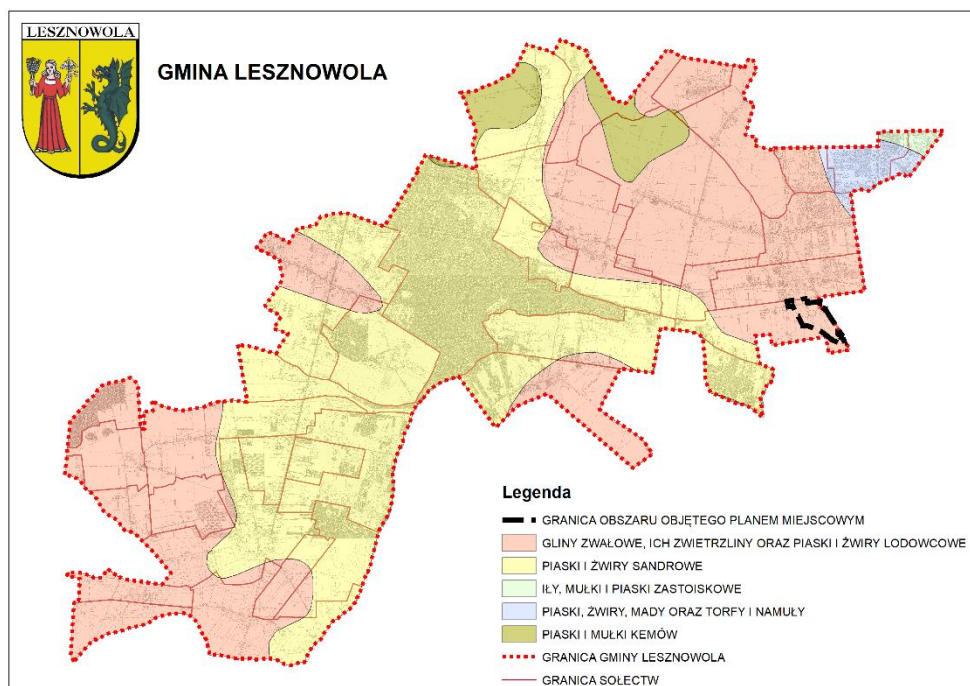 LESZNOWOLA
GMINA LESZNOWOLA
Legenda
GRANICA OBSZARU OBJĘTEGO PLANEM MIEJSCOWYM
GLINY ZWAŁOWE, ICH ZWIETRZLINY ORAZ PIASKI I ŻWIRY LODOWCOWE
PIASKI I ŻWIRY SANDROWE
IŁY, MUŁKI I PIASKI ZASTOISKOWE
PIASKI, ŻWIRY, MADY ORAZ TORFY I NAMUŁY
PIASKI I MUŁKI KEMÓW
GRANICA GMINY LESZNOWOLA
GRANICA SOŁECTW